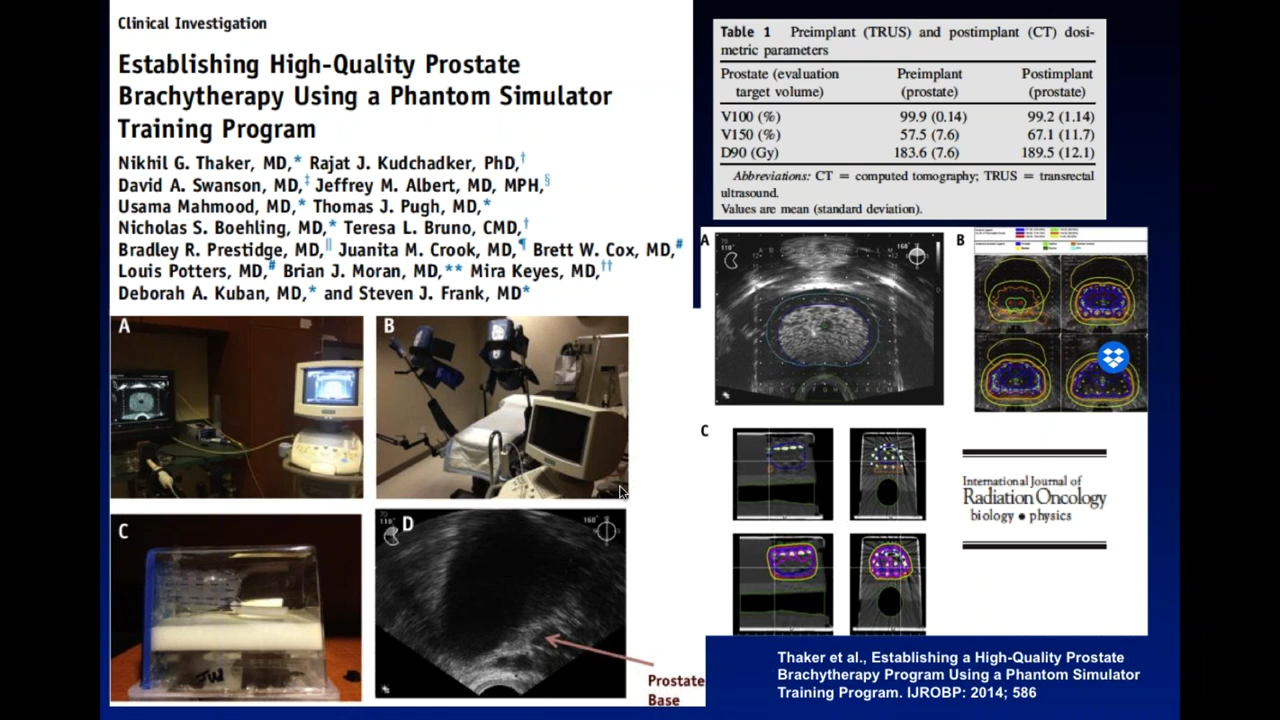 Clinical Investigation
Establishing High-Quality Prostate
Brachytherapy Using a Phantom Simulator
Training Program
Nikhil G. Thaker, MD,* Rajat J. Kudchadker, PhD,†
David A. Swanson, MD,‡ Jeffrey M. Albert, MD, MPH,§
Usama Mahmood, MD,* Thomas J. Pugh, MD,*
Nicholas S. Boehling, MD,* Teresa L. Bruno, CMD,†
Bradley R. Prestidge, MD,|| Juanita M. Crook, MD,¶ Brett W. Cox, MD,#
Louis Potters, MD,# Brian J. Moran, MD,** Mira Keyes, MD,††
Deborah A. Kuban, MD,* and Steven J. Frank, MD*
A
B
C
JW
D
110°
160°
Prostate
Base
Table 1 Preimplant (TRUS) and postimplant (CT) dosi-
metric parameters
Prostate (evaluation target volume) Preimplant (prostate) Postimplant (prostate)
V100 (%) 99.9 (0.14) 99.2 (1.14)
V150 (%) 57.5 (7.6) 67.1 (11.7)
D90 (Gy) 183.6 (7.6) 189.5 (12.1)
Abbreviations: CT = computed tomography; TRUS = transrectal
ultrasound.
Values are mean (standard deviation).
A
110°
160°
B
C
International Journal of
Radiation Oncology
biology • physics
Thaker et al., Establishing a High-Quality Prostate
Brachytherapy Program Using a Phantom Simulator
Training Program. IJROBP: 2014; 586